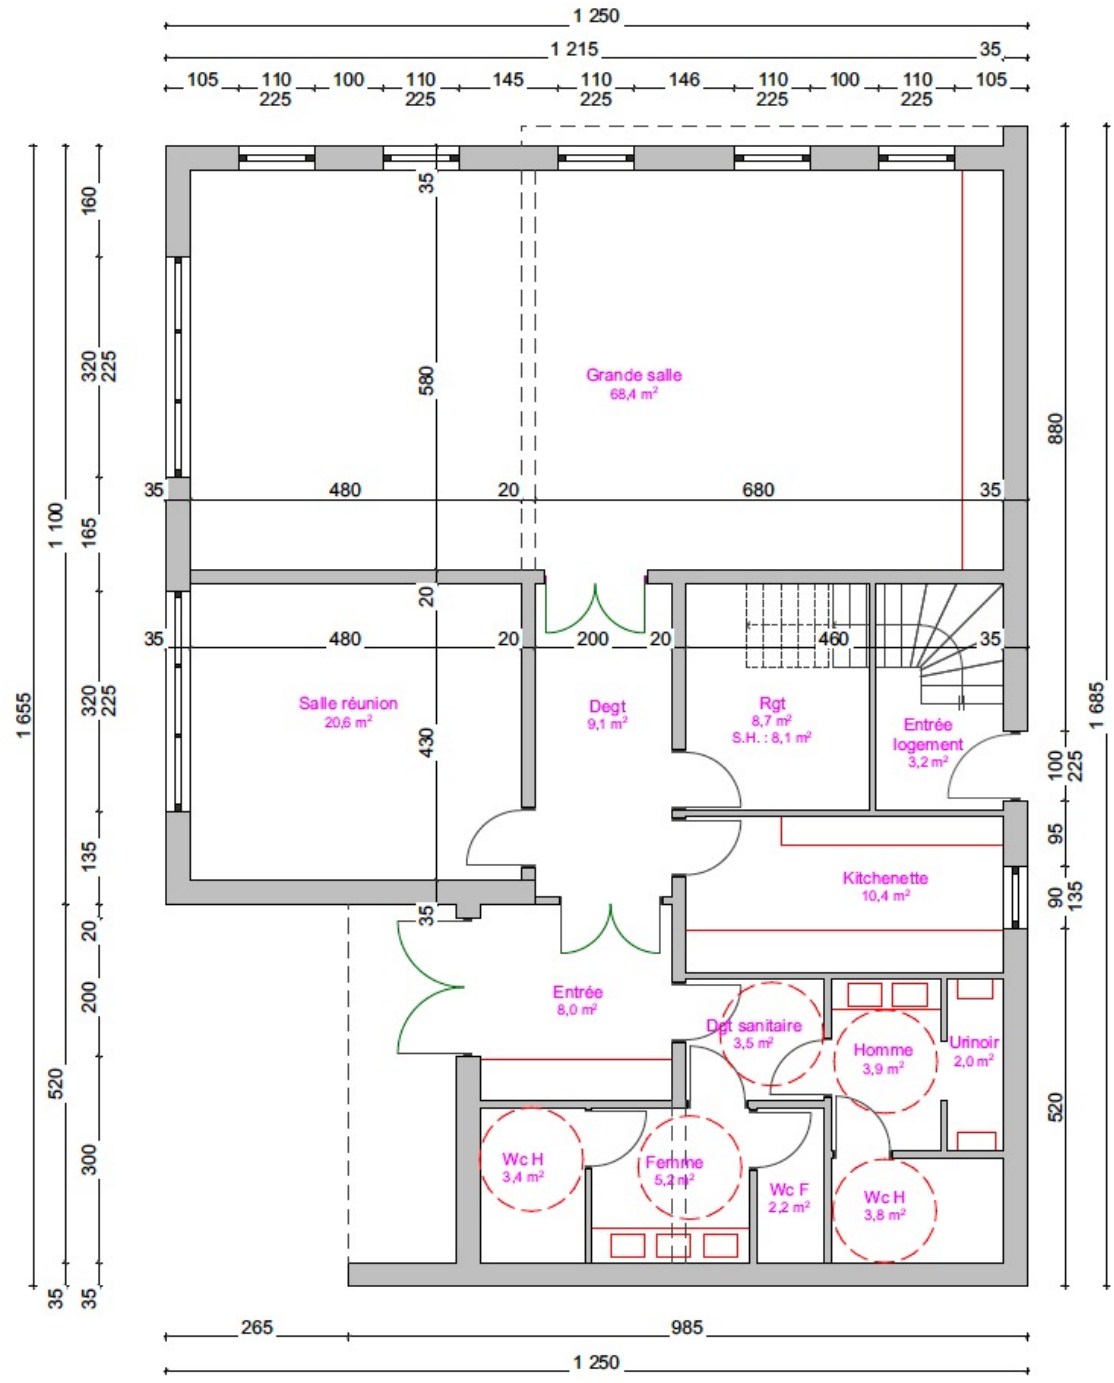 1 250
1 215 35
105 110 100 110 145 110 146 110 100 110 105
225 225 225 225 225
35
160
320
225
580
Grande salle
68,4 m²
880
35 480 20 680 35
1 100
165
20
35 480 20 200 20 460 35
1 655
320
225
Salle réunion
20,6 m²
Degt
9,1 m²
Rgt
8,7 m²
S.H. : 8,1 m²
Entrée
logement
3,2 m²
1 685
430
100
225
135
95
Kitchenette
10,4 m²
90
135
35
20
200
Entrée
8,0 m²
Dgt sanitaire
3,5 m²
Homme
3,9 m²
Urinoir
2,0 m²
520
520
300
Wc H
3,4 m²
Femme
5,2 m²
Wc F
2,2 m²
Wc H
3,8 m²
35
35
265 985
1 250